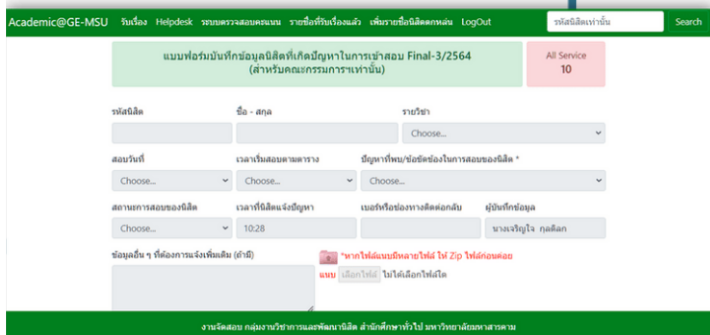 Academic@GE-MSU รับเรื่อง Helpdesk ระบบตรวจสอบคะแนน รายชื่อที่รับเรื่องแล้ว เพิ่มรายชื่อนิสิตตกหล่น LogOut รหัสนิสิตเท่านั้น Search
แบบฟอร์มบันทึกข้อมูลนิสิตที่เกิดปัญหาในการเข้าสอบ Final-3/2564
(สำหรับคณะกรรมการฯเท่านั้น)
All Service
10
รหัสนิสิต ชื่อ - สกุล รายวิชา
Choose...
สอบวันที่ เวลาเริ่มสอบตามตาราง ปัญหาที่พบ/ข้อขัดข้องในการสอบของนิสิต *
Choose... Choose... Choose...
สถานะการสอบของนิสิต เวลาที่นิสิตแจ้งปัญหา เบอร์หรือช่องทางติดต่อกลับ ผู้บันทึกข้อมูล
Choose... 10:28 นางเจริญใจ กุลดิลก
ข้อมูลอื่น ๆ ที่ต้องการแจ้งเพิ่มเติม (ถ้ามี) *หากไฟล์แนบมีหลายไฟล์ ให้ Zip ไฟล์ก่อนค่อย
แนบ เลือกไฟล์ ไม่ได้เลือกไฟล์ใด
งานจัดสอบ กลุ่มงานวิชาการและพัฒนานิสิต สำนักศึกษาทั่วไป มหาวิทยาลัยมหาสารคาม